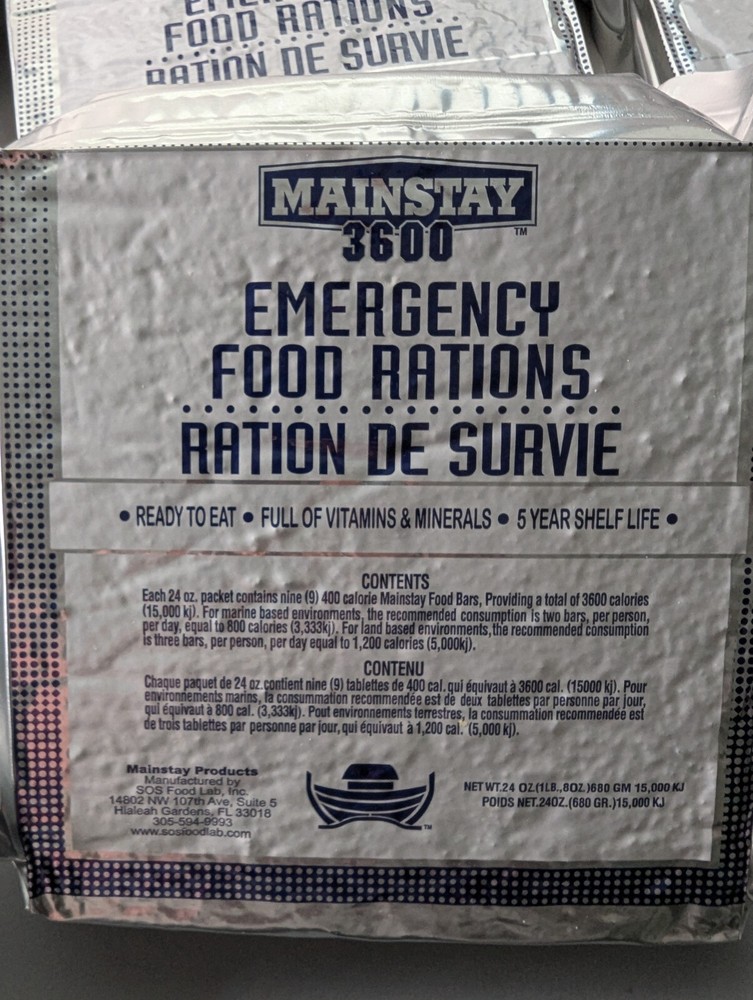 FOOD RATIONS
RATION DE SURVIE
MAINSTAY
3600 ™
EMERGENCY
FOOD RATIONS
RATION DE SURVIE
• READY TO EAT • FULL OF VITAMINS & MINERALS • 5 YEAR SHELF LIFE •
CONTENTS
Each 24 oz. packet contains nine (9) 400 calorie Mainstay Food Bars, Providing a total of 3600 calories
(15,000 kj). For marine based environments, the recommended consumption is two bars, per person,
per day, equal to 800 calories (3,333kj). For land based environments, the recommended consumption
is three bars, per person, per day equal to 1,200 calories (5,000kj).
CONTENU
Chaque paquet de 24 oz.contient nine (9) tablettes de 400 cal. qui équivaut à 3600 cal. (15000 kj). Pour
environnements marins, la consummation recommendée est de deux tablettes par personne par jour,
qui équivaut à 800 cal. (3,333kj). Pout environements terrestres, la consummation recommendée est
de trois tablettes par personne par jour, qui équivaut à 1,200 cal. (5,000 kj).
Mainstay Products
Manufactured by
SOS Food Lab, Inc.
14802 NW 107th Ave, Suite 5
Hialeah Gardens, FL 33018
305-594-9993
www.sosfoodlab.com
™
NET WT.24 OZ.(1LB.,8OZ.)680 GM 15,000 KJ
POIDS NET.24OZ.(680 GR.)15,000 KJ